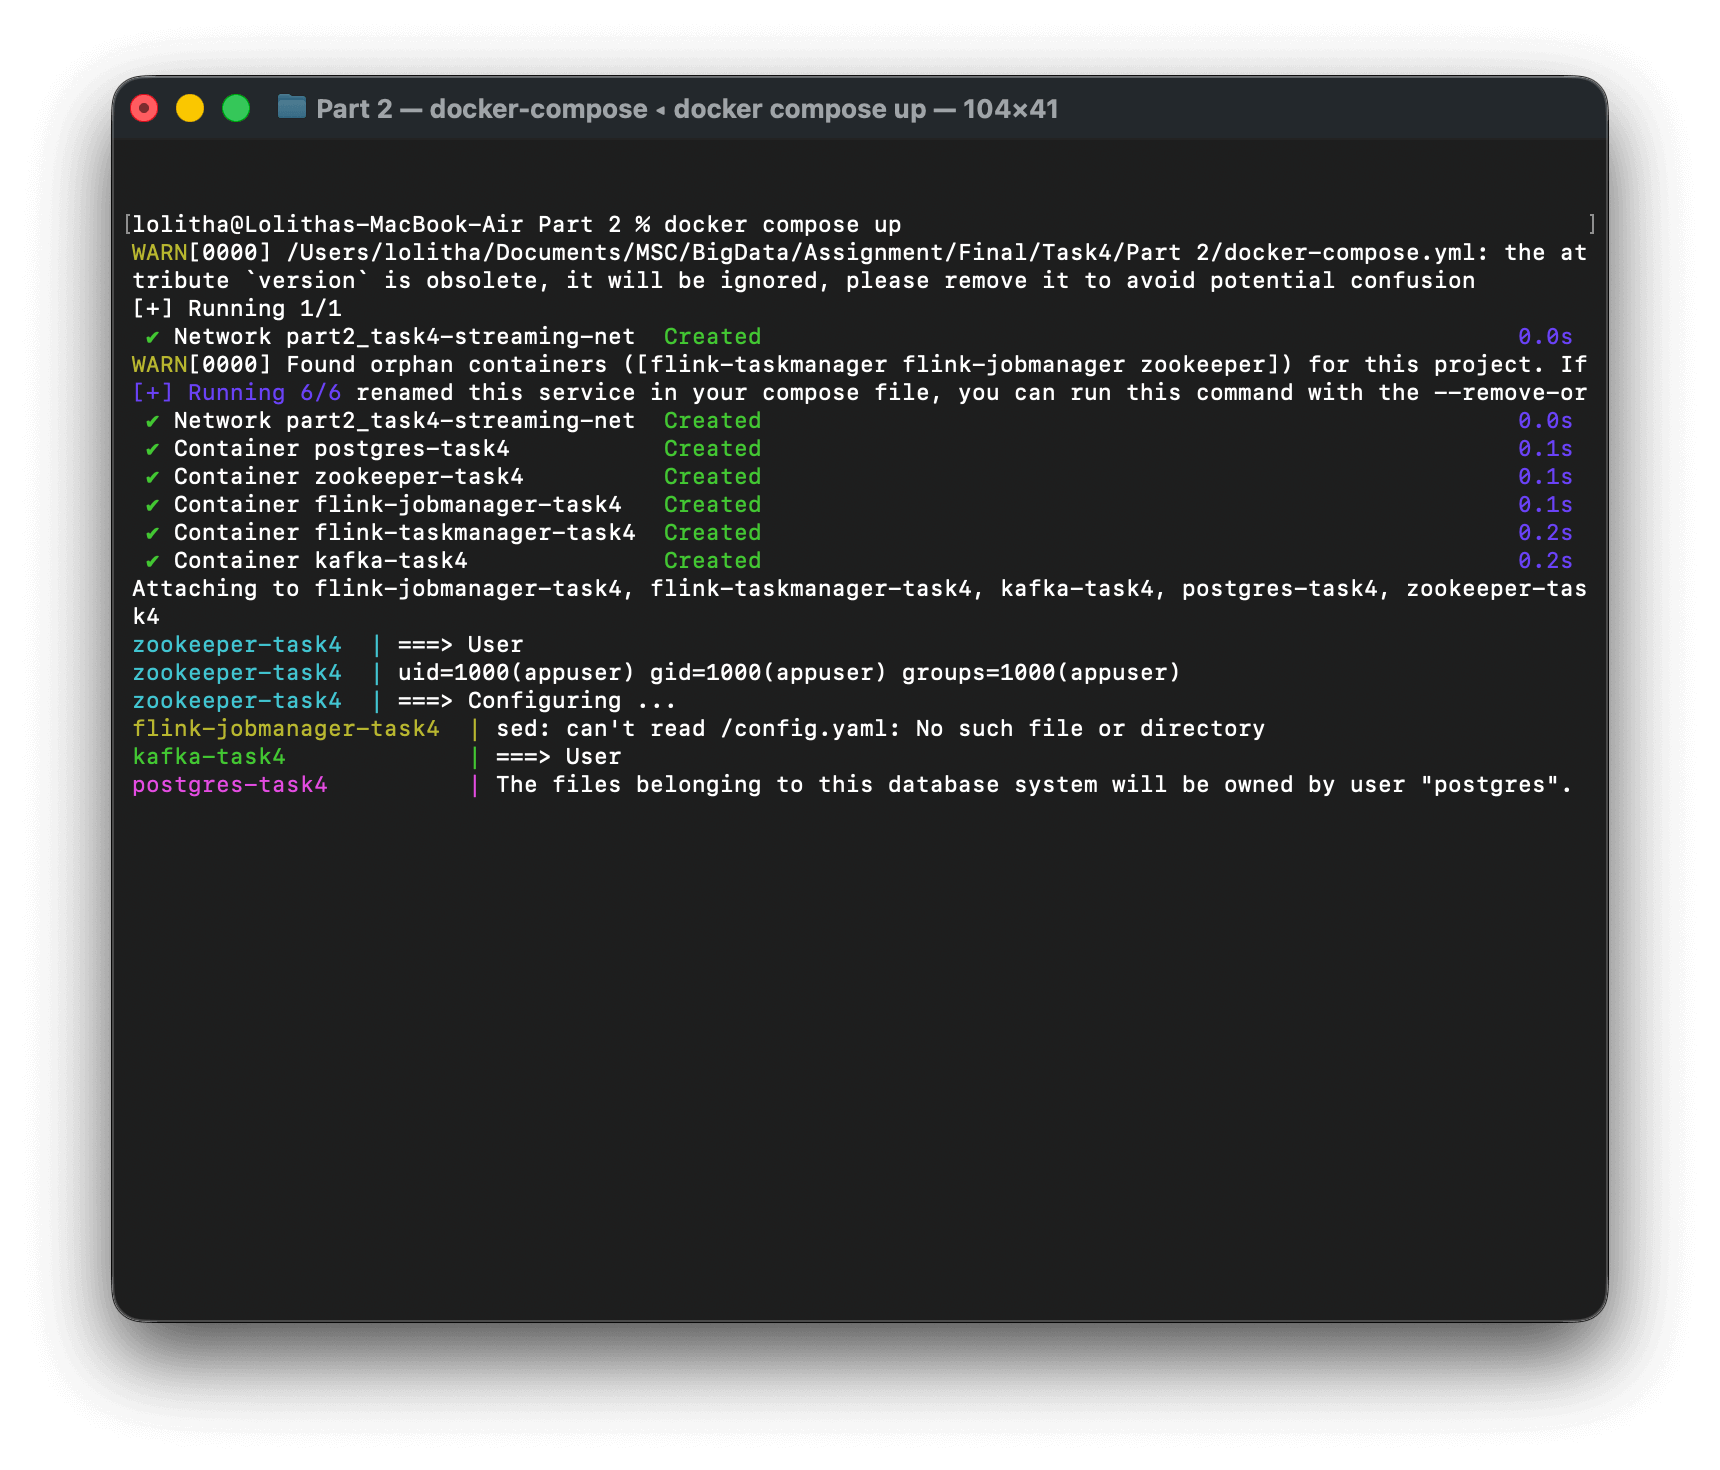 Part 2 — docker-compose ◂ docker compose up — 104×41
[lolitha@Lolithas-MacBook-Air Part 2 % docker compose up ]
WARN[0000] /Users/lolitha/Documents/MSC/BigData/Assignment/Final/Task4/Part 2/docker-compose.yml: the at
tribute `version` is obsolete, it will be ignored, please remove it to avoid potential confusion
[+] Running 1/1
✔ Network part2_task4-streaming-net  Created 0.0s
WARN[0000] Found orphan containers ([flink-taskmanager flink-jobmanager zookeeper]) for this project. If
[+] Running 6/6 renamed this service in your compose file, you can run this command with the --remove-or
✔ Network part2_task4-streaming-net  Created 0.0s
✔ Container postgres-task4 Created 0.1s
✔ Container zookeeper-task4 Created 0.1s
✔ Container flink-jobmanager-task4 Created 0.1s
✔ Container flink-taskmanager-task4 Created 0.2s
✔ Container kafka-task4 Created 0.2s
Attaching to flink-jobmanager-task4, flink-taskmanager-task4, kafka-task4, postgres-task4, zookeeper-tas
k4
zookeeper-task4  | ===> User
zookeeper-task4  | uid=1000(appuser) gid=1000(appuser) groups=1000(appuser)
zookeeper-task4  | ===> Configuring ...
flink-jobmanager-task4  | sed: can't read /config.yaml: No such file or directory
kafka-task4             | ===> User
postgres-task4          | The files belonging to this database system will be owned by user "postgres".